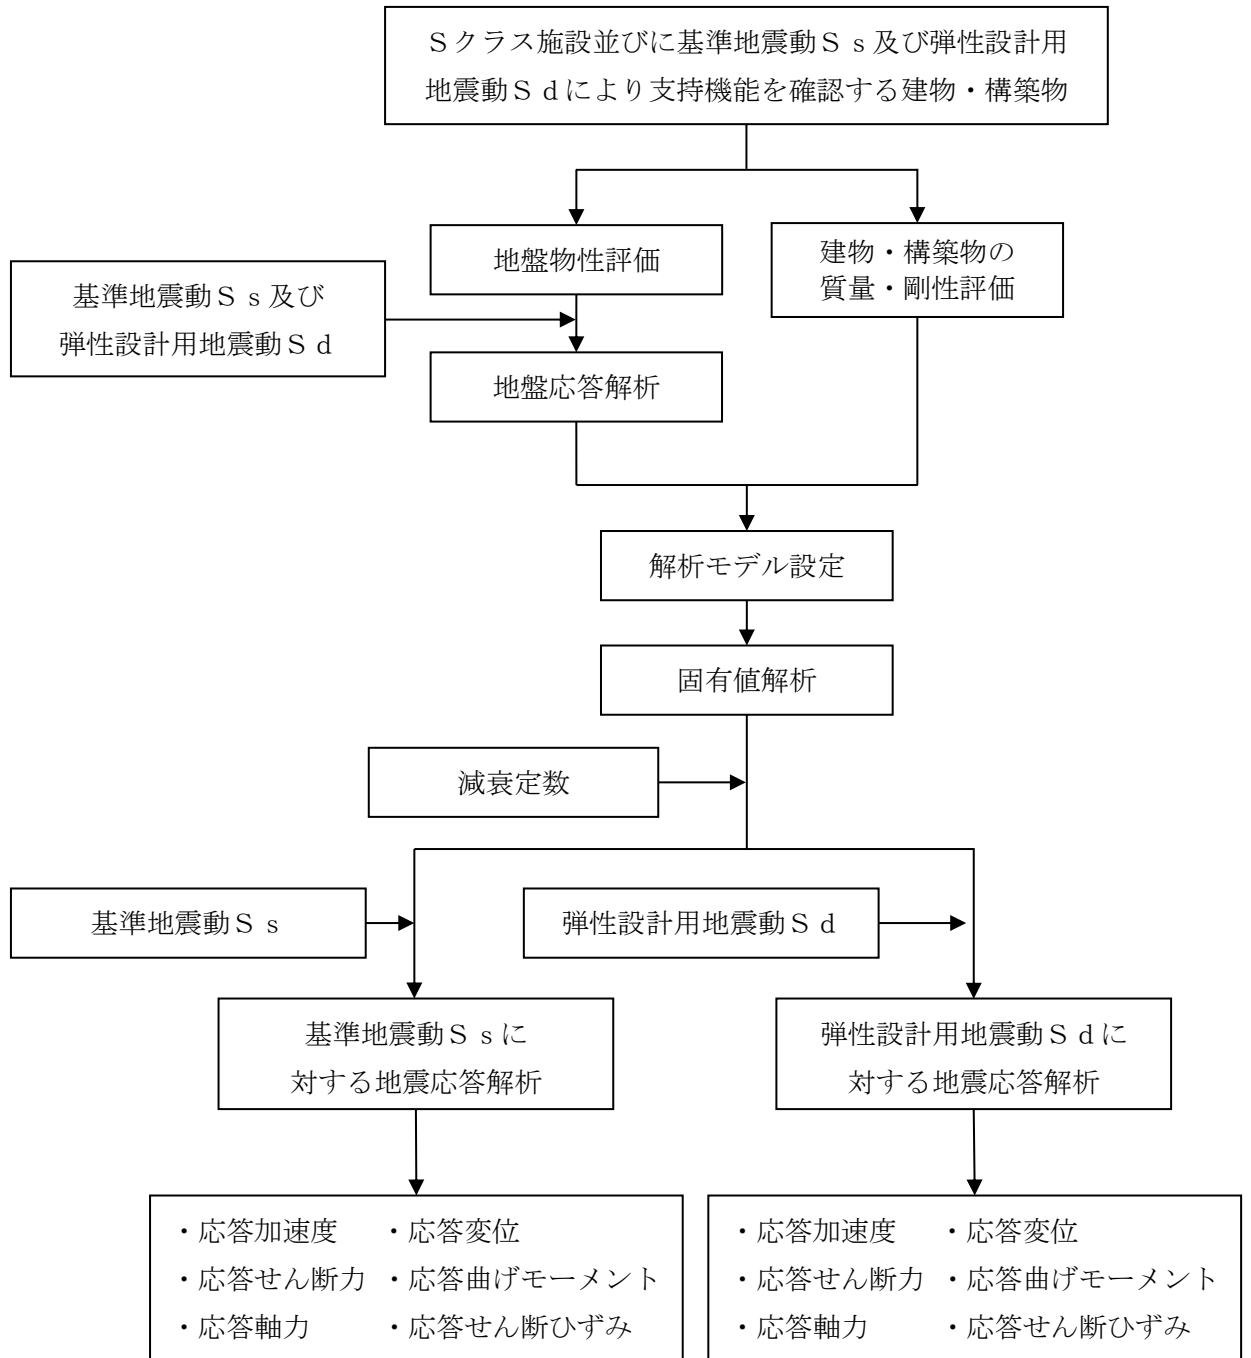 Ｓクラス施設並びに基準地震動Ｓｓ及び弾性設計用
地震動Ｓｄにより支持機能を確認する建物・構築物
地盤物性評価
建物・構築物の
質量・剛性評価
基準地震動Ｓｓ及び
弾性設計用地震動Ｓｄ
地盤応答解析
解析モデル設定
固有値解析
減衰定数
基準地震動Ｓｓ
弾性設計用地震動Ｓｄ
基準地震動Ｓｓに
対する地震応答解析
弾性設計用地震動Ｓｄに
対する地震応答解析
・応答加速度　・応答変位
・応答せん断力　・応答曲げモーメント
・応答軸力　・応答せん断ひずみ
・応答加速度　・応答変位
・応答せん断力　・応答曲げモーメント
・応答軸力　・応答せん断ひずみ